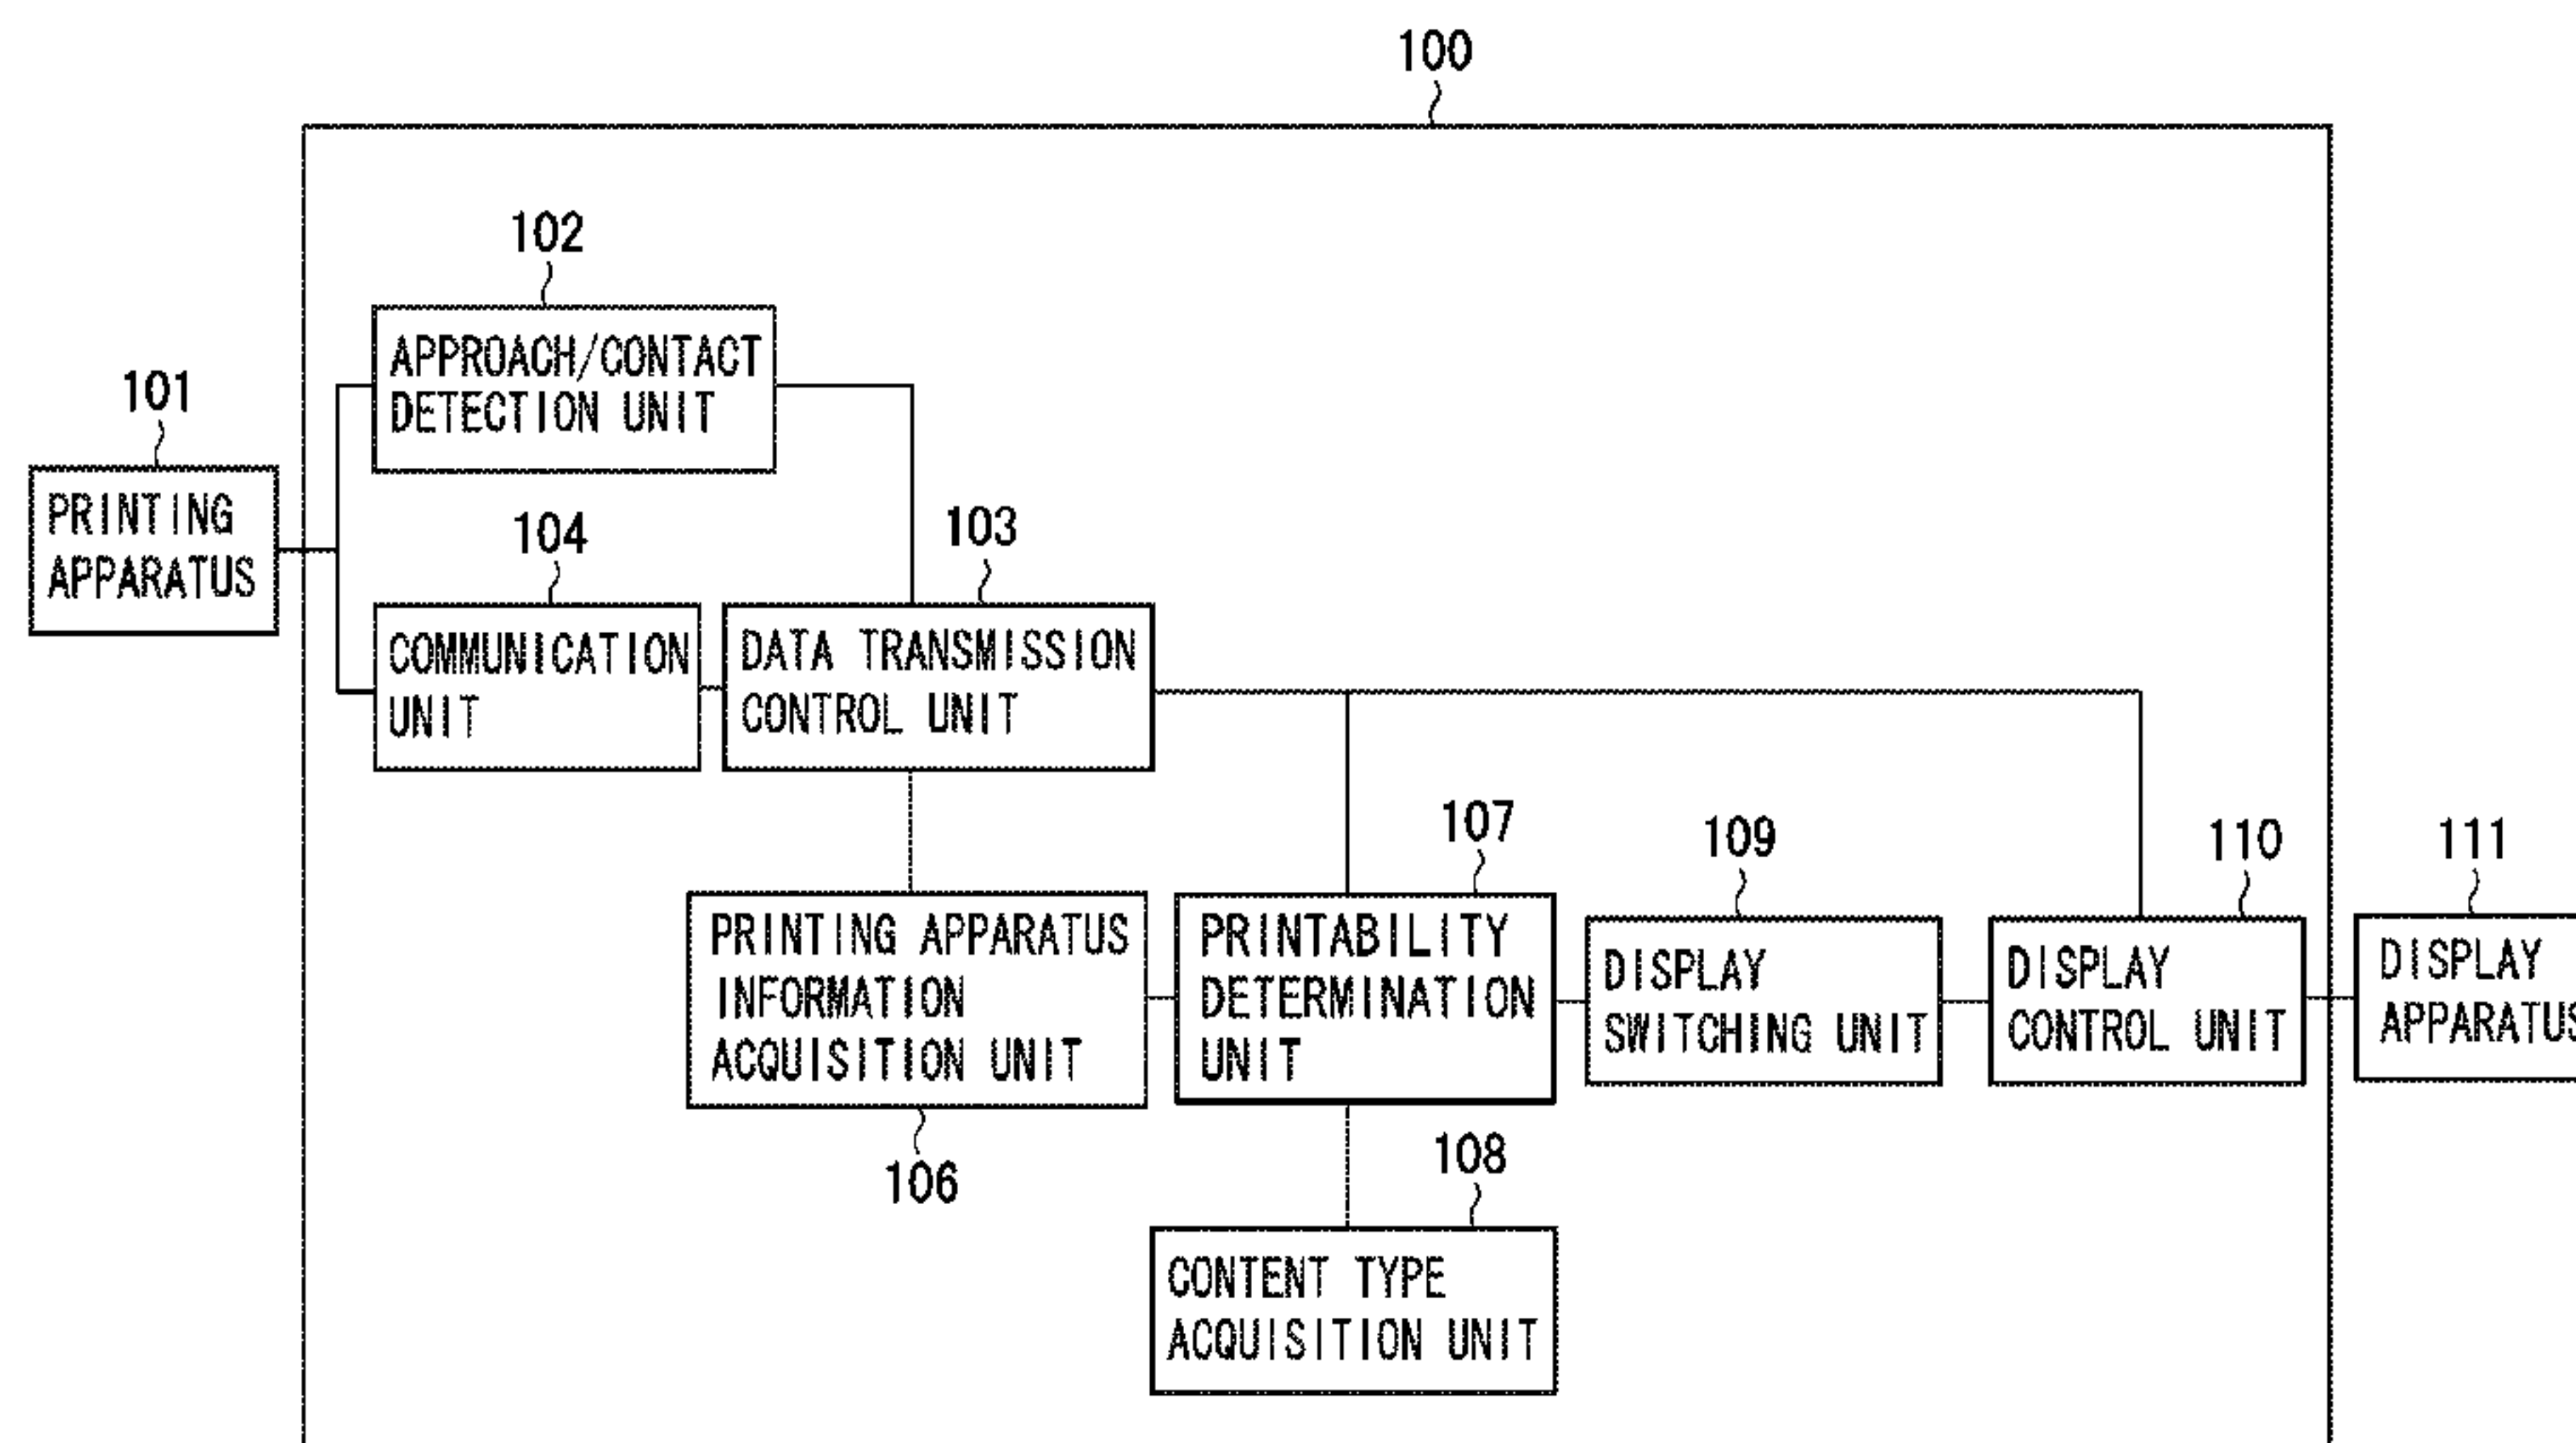 100
102
APPROACH/CONTACT
DETECTION UNIT
101
PRINTING
APPARATUS
104
COMMUNICATION
UNIT
103
DATA TRANSMISSION
CONTROL UNIT
106
PRINTING APPARATUS
INFORMATION
ACQUISITION UNIT
107
PRINTABILITY
DETERMINATION
UNIT
109
DISPLAY
SWITCHING UNIT
110
DISPLAY
CONTROL UNIT
111
DISPLAY
APPARATUS
108
CONTENT TYPE
ACQUISITION UNIT